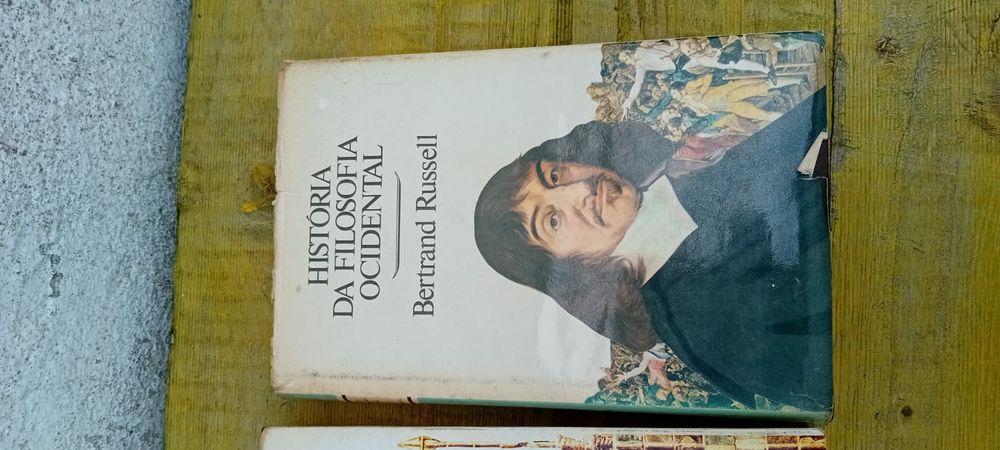 HISTÓRIA
DA FILOSOFIA
OCIDENTAL
Bertrand Russell